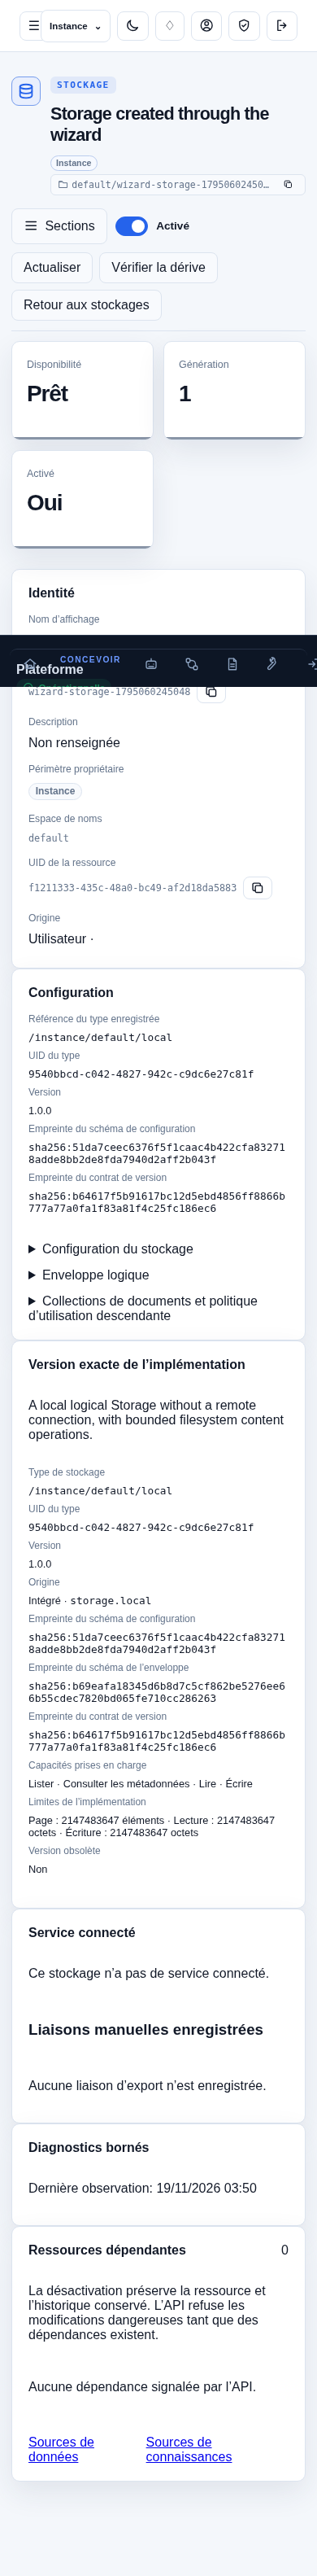 Instance
STOCKAGE
Storage created through the
wizard
Instance
default/wizard-storage-17950602450…
Sections
Activé
Actualiser
Vérifier la dérive
Retour aux stockages
Disponibilité
Prêt
Génération
1
Activé
Oui
Identité
Nom d’affichage
CONCEVOIR
Plateforme
wizard-storage-1795060245048
Description
Non renseignée
Périmètre propriétaire
Instance
Espace de noms
default
UID de la ressource
f1211333-435c-48a0-bc49-af2d18da5883
Origine
Utilisateur ·
Configuration
Référence du type enregistrée
/instance/default/local
UID du type
9540bbcd-c042-4827-942c-c9dc6e27c81f
Version
1.0.0
Empreinte du schéma de configuration
sha256:51da7ceec6376f5f1caac4b422cfa83271
8adde8bb2de8fda7940d2aff2b043f
Empreinte du contrat de version
sha256:b64617f5b91617bc12d5ebd4856ff8866b
777a77a0fa1f83a81f4c25fc186ec6
Configuration du stockage
Enveloppe logique
Collections de documents et politique
d’utilisation descendante
Version exacte de l’implémentation
A local logical Storage without a remote
connection, with bounded filesystem content
operations.
Type de stockage
/instance/default/local
UID du type
9540bbcd-c042-4827-942c-c9dc6e27c81f
Version
1.0.0
Origine
Intégré · storage.local
Empreinte du schéma de configuration
sha256:51da7ceec6376f5f1caac4b422cfa83271
8adde8bb2de8fda7940d2aff2b043f
Empreinte du schéma de l’enveloppe
sha256:b69eafa18345d6b8d7c5cf862be5276ee6
6b55cdec7820bd065fe710cc286263
Empreinte du contrat de version
sha256:b64617f5b91617bc12d5ebd4856ff8866b
777a77a0fa1f83a81f4c25fc186ec6
Capacités prises en charge
Lister · Consulter les métadonnées · Lire · Écrire
Limites de l’implémentation
Page : 2147483647 éléments · Lecture : 2147483647
octets · Écriture : 2147483647 octets
Version obsolète
Non
Service connecté
Ce stockage n’a pas de service connecté.
Liaisons manuelles enregistrées
Aucune liaison d’export n’est enregistrée.
Diagnostics bornés
Dernière observation: 19/11/2026 03:50
Ressources dépendantes
0
La désactivation préserve la ressource et
l’historique conservé. L’API refuse les
modifications dangereuses tant que des
dépendances existent.
Aucune dépendance signalée par l’API.
Sources de
données
Sources de
connaissances